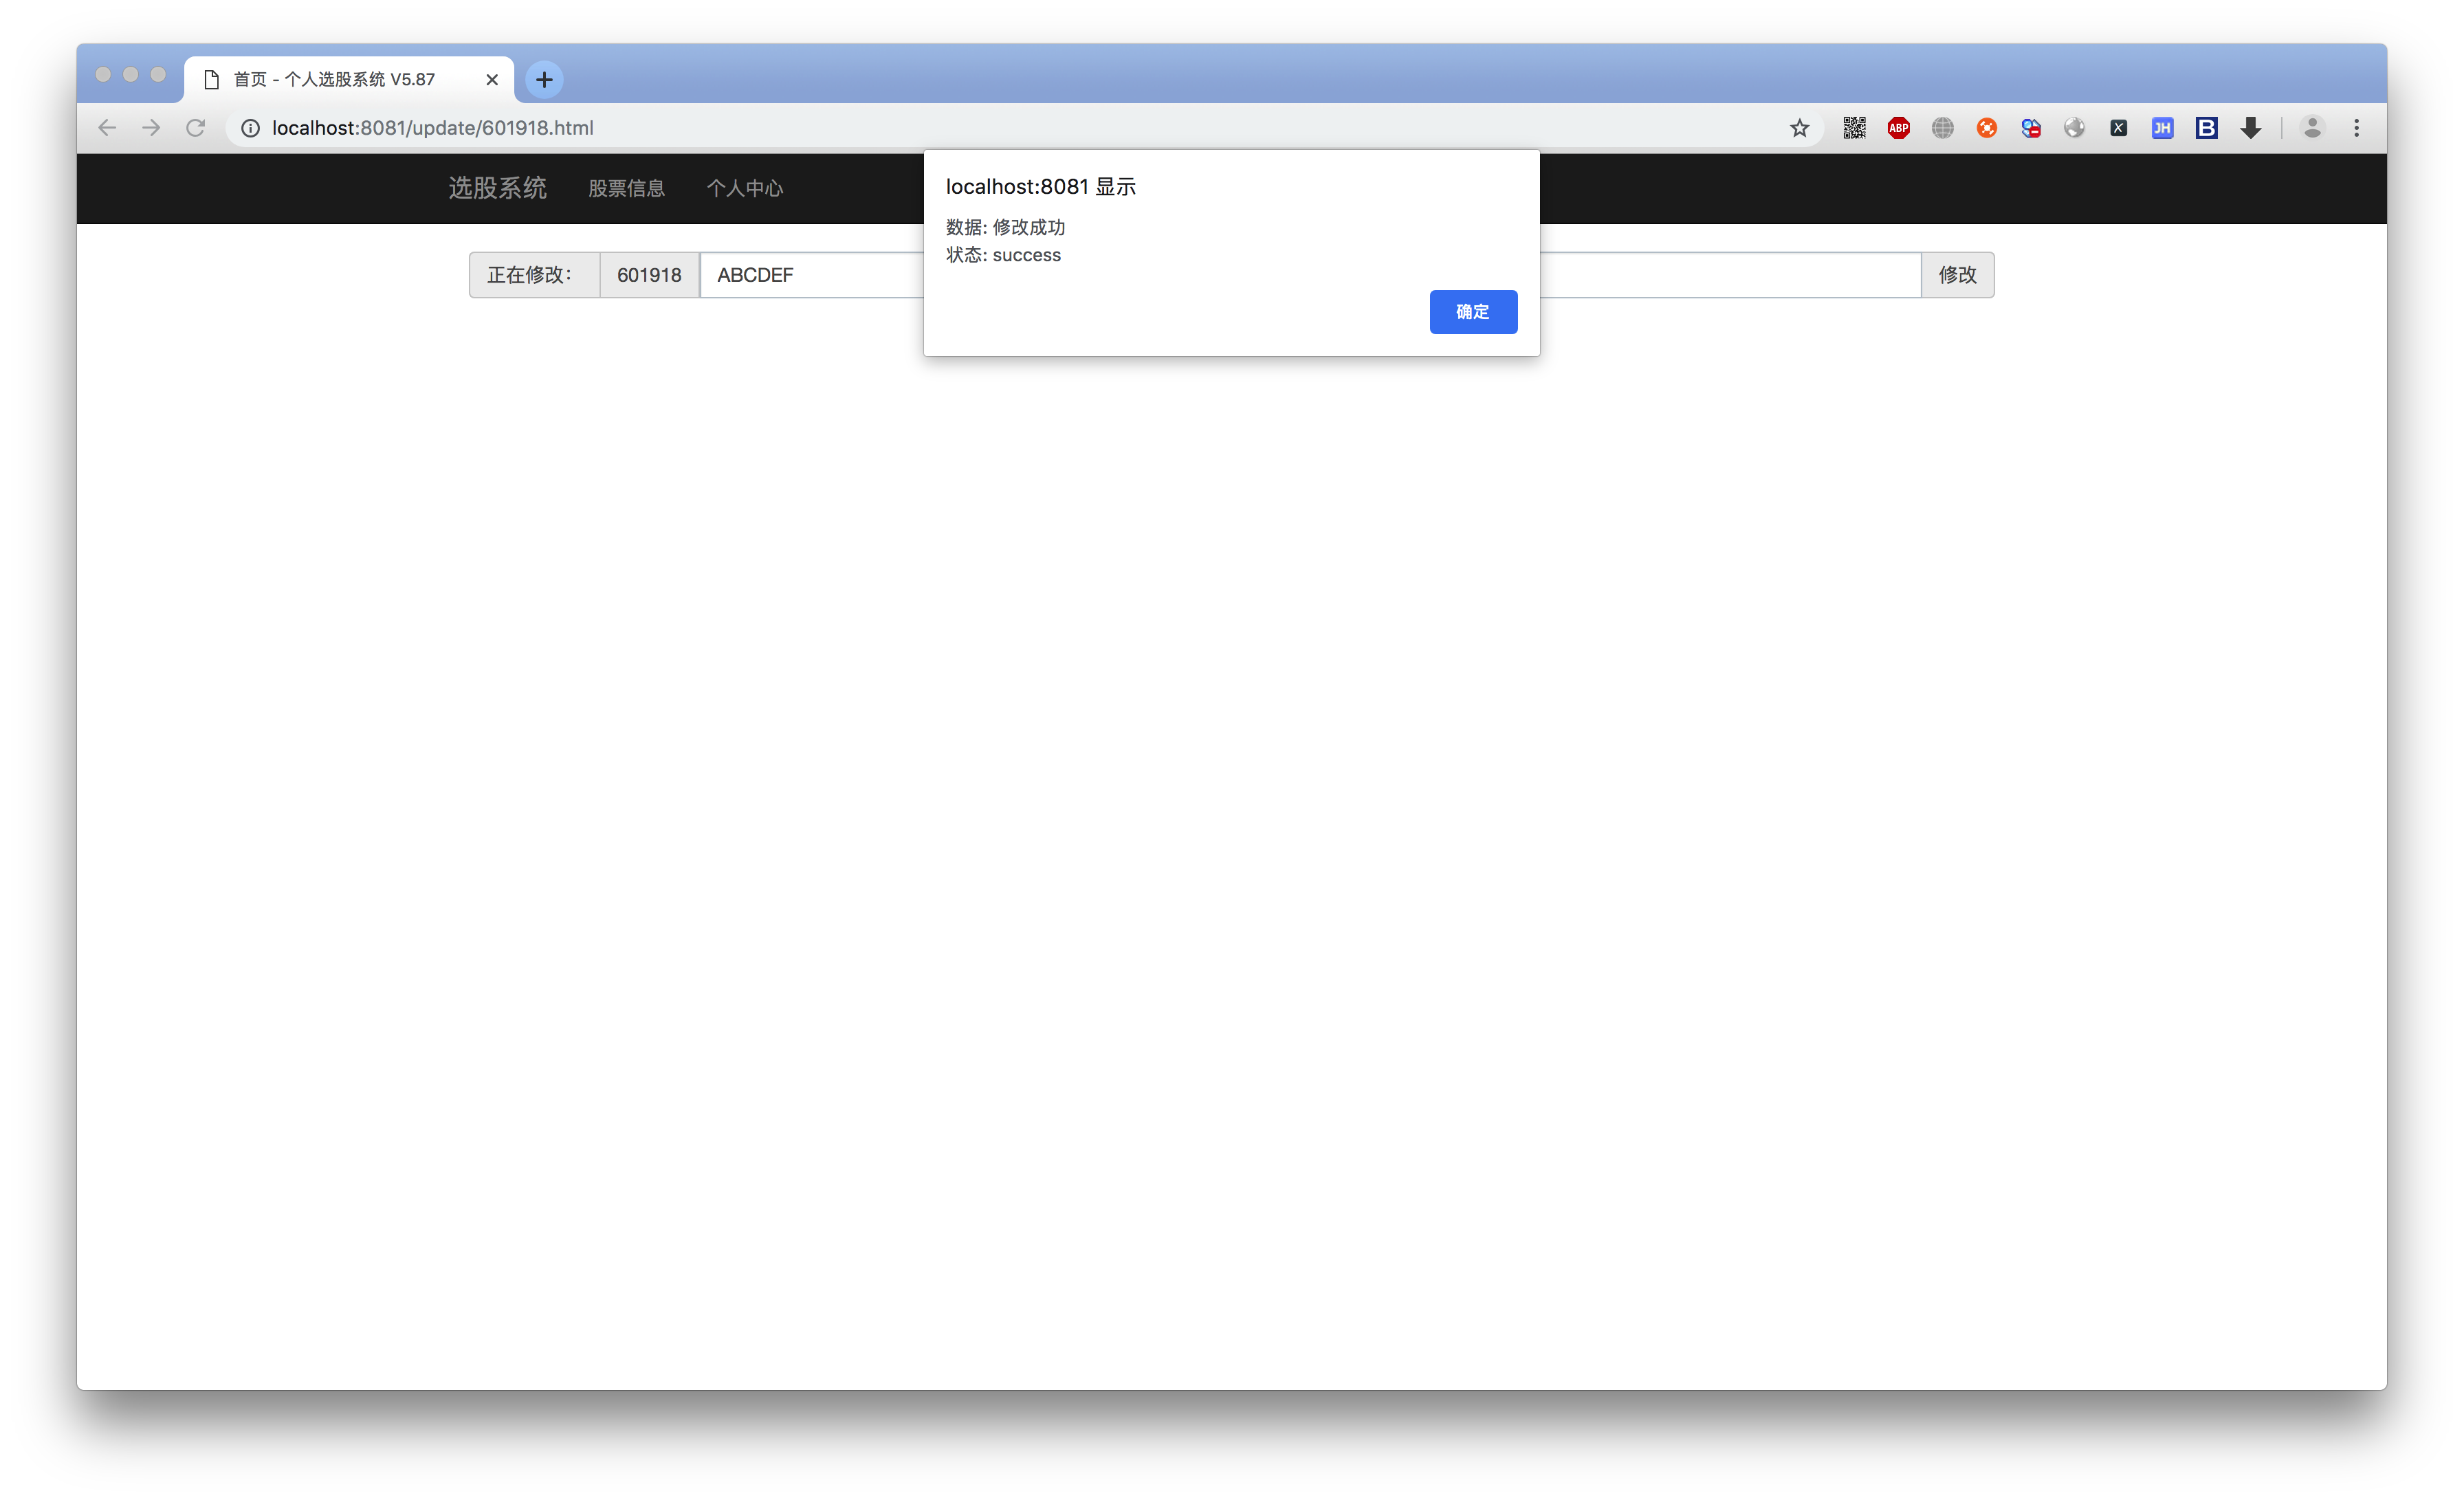 首页 - 个人选股系统 V5.87
localhost:8081/update/601918.html
ABP
JH
B
选股系统 股票信息 个人中心
localhost:8081 显示
数据: 修改成功
状态: success
确定
正在修改： 601918 ABCDEF 修改